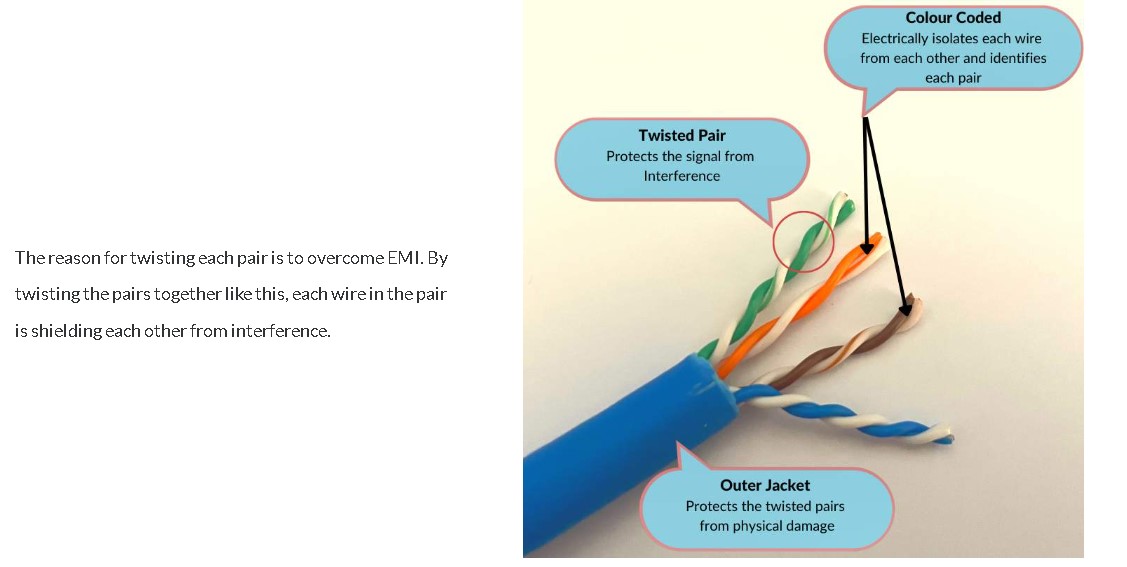 The reason for twisting each pair is to overcome EMI. By
twisting the pairs together like this, each wire in the pair
is shielding each other from interference.
Colour Coded
Electrically isolates each wire
from each other and identifies
each pair
Twisted Pair
Protects the signal from
Interference
Outer Jacket
Protects the twisted pairs
from physical damage